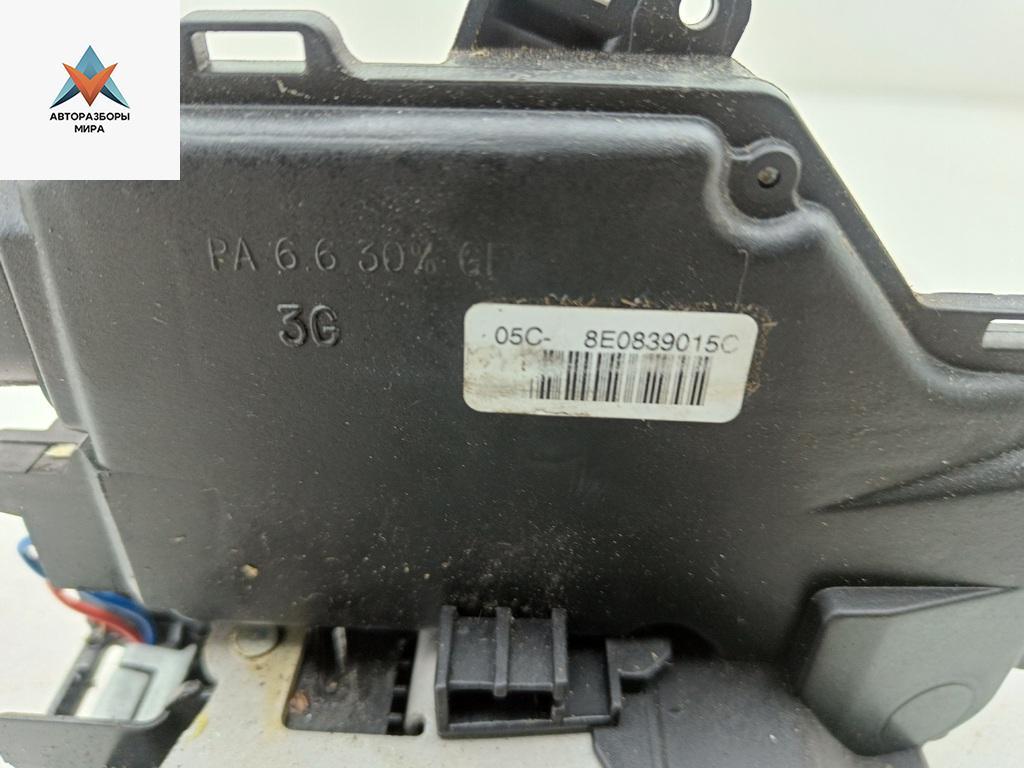 АВТОРАЗБОРЫ
МИРА
PA 6.6 30% GF
3G
05C- 8E0839015C